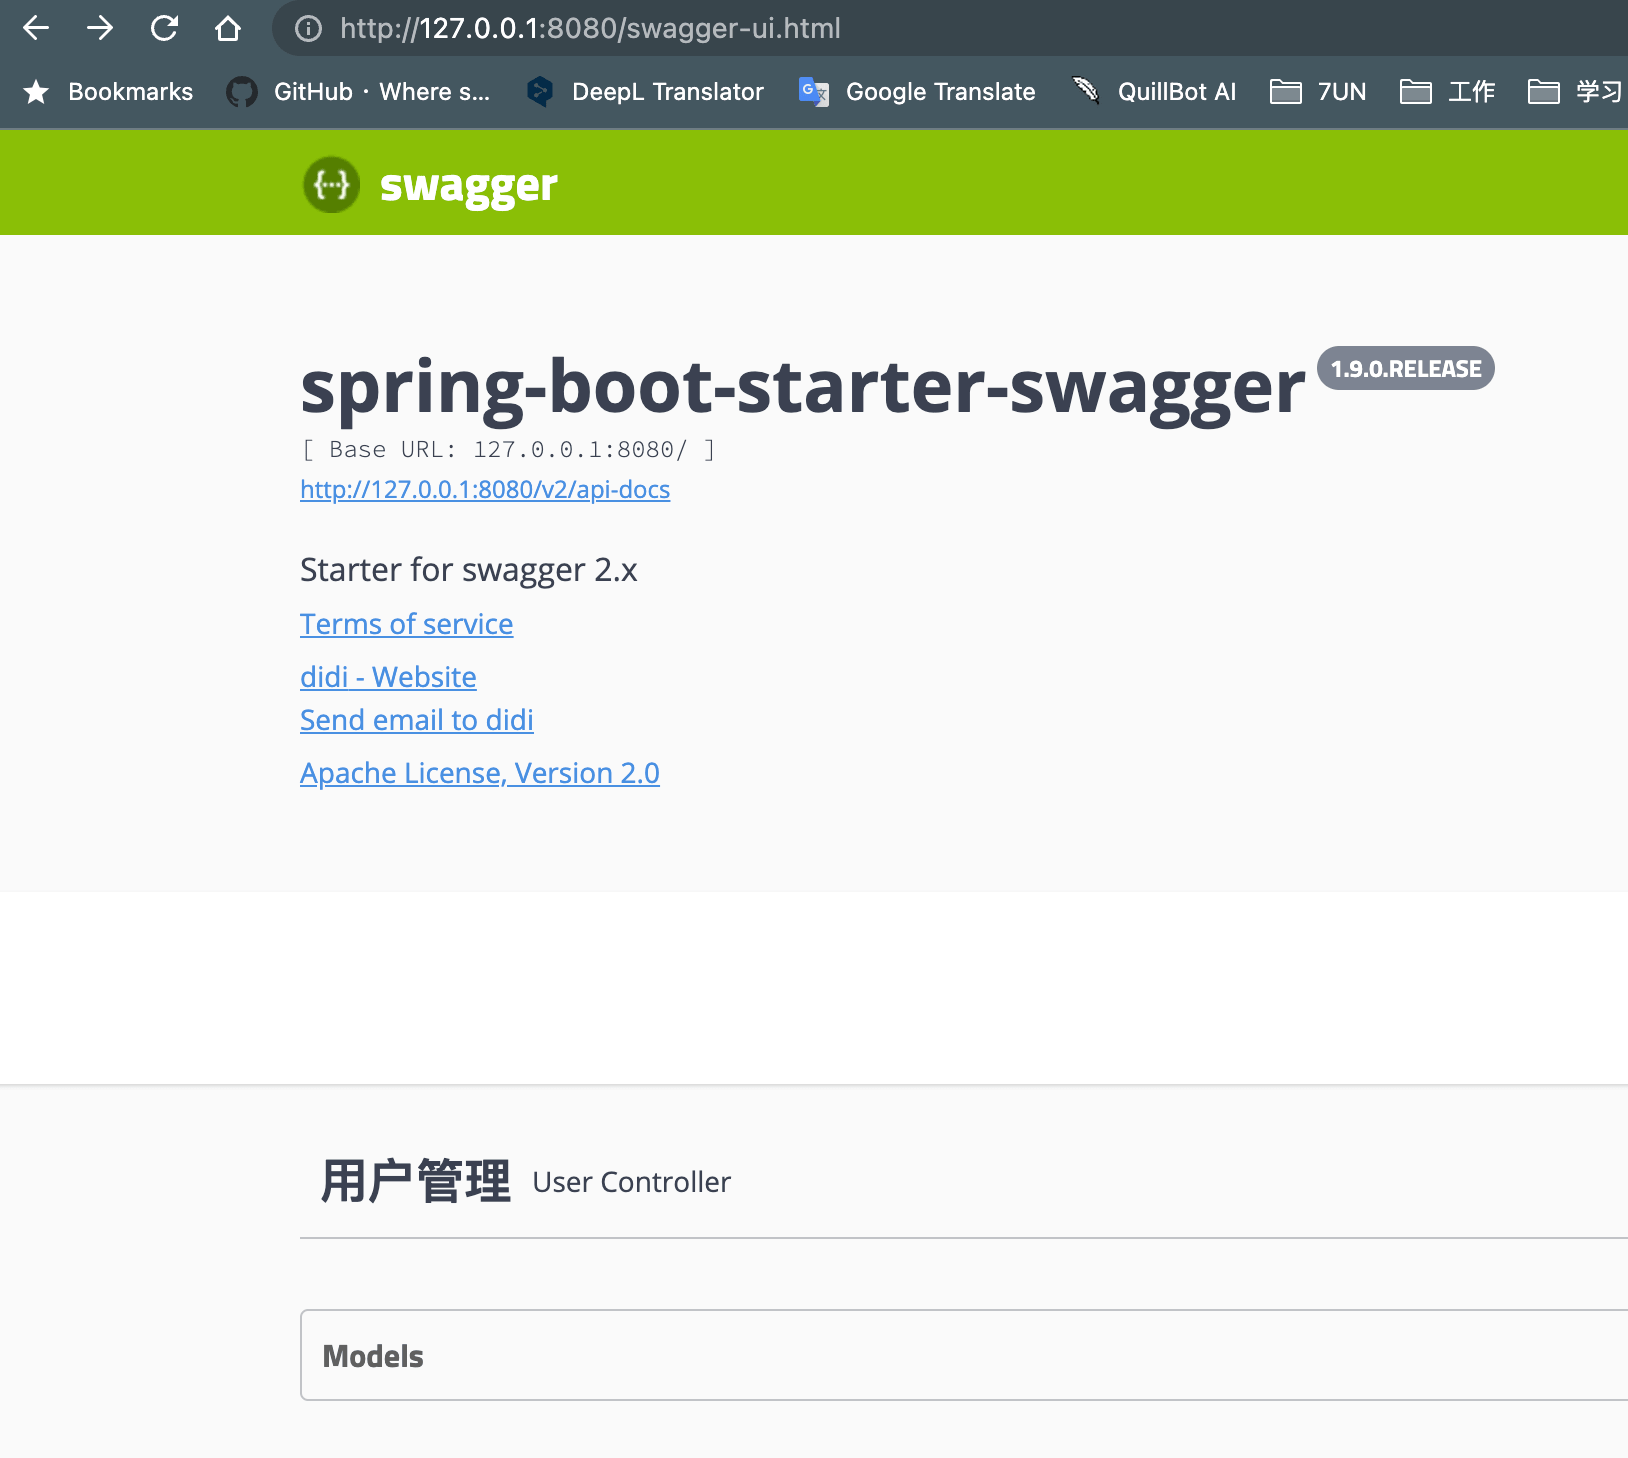 http://127.0.0.1:8080/swagger-ui.html
Bookmarks GitHub · Where s... DeepL Translator Google Translate QuillBot AI 7UN 工作 学习
{···} swagger
spring-boot-starter-swagger 1.9.0.RELEASE
[ Base URL: 127.0.0.1:8080/ ]
http://127.0.0.1:8080/v2/api-docs
Starter for swagger 2.x
Terms of service
didi - Website
Send email to didi
Apache License, Version 2.0
用户管理 User Controller
Models